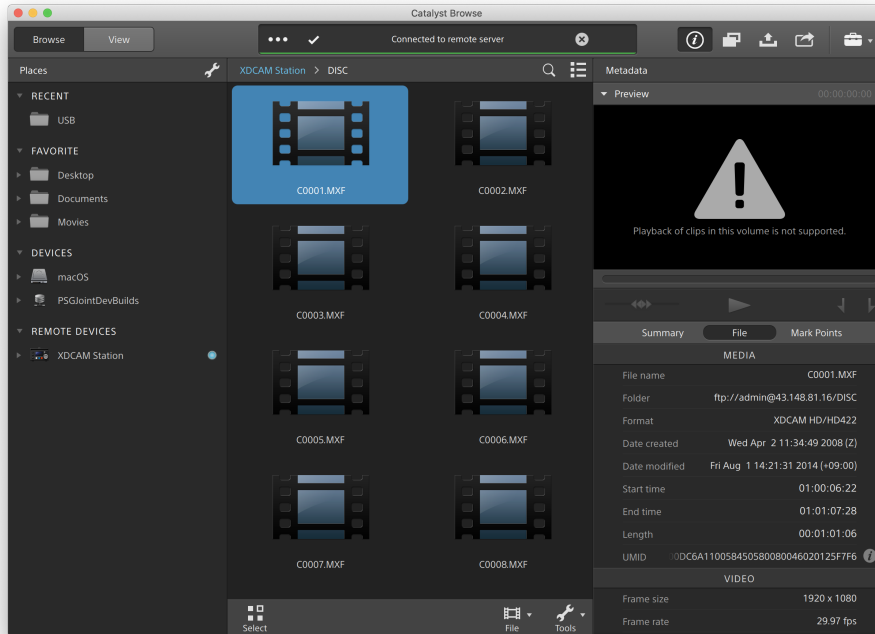 Catalyst Browse
Browse
View
Connected to remote server
Places
XDCAM Station > DISC
Metadata
RECENT
USB
FAVORITE
Desktop
Documents
Movies
DEVICES
macOS
PSGJointDevBuilds
REMOTE DEVICES
XDCAM Station
C0001.MXF
C0002.MXF
C0003.MXF
C0004.MXF
C0005.MXF
C0006.MXF
C0007.MXF
C0008.MXF
Select
File
Tools
Preview
00:00:00:00
Playback of clips in this volume is not supported.
Summary
File
Mark Points
MEDIA
File name C0001.MXF
Folder ftp://admin@43.148.81.16/DISC
Format XDCAM HD/HD422
Date created Wed Apr 2 11:34:49 2008 (Z)
Date modified Fri Aug 1 14:21:31 2014 (+09:00)
Start time 01:00:06:22
End time 01:01:07:28
Length 00:01:01:06
UMID 0DC6A110058450580080046020125F7F6
VIDEO
Frame size 1920 x 1080
Frame rate 29.97 fps